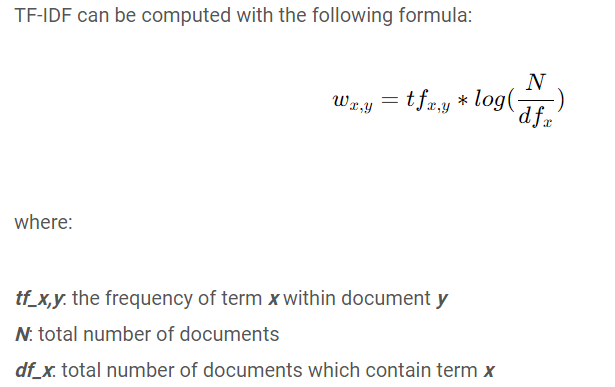 TF-IDF can be computed with the following formula:
w_{x,y} = tf_{x,y} * log(\frac{N}{df_x})
where:
tf_x,y: the frequency of term x within document y
N: total number of documents
df_x: total number of documents which contain term x